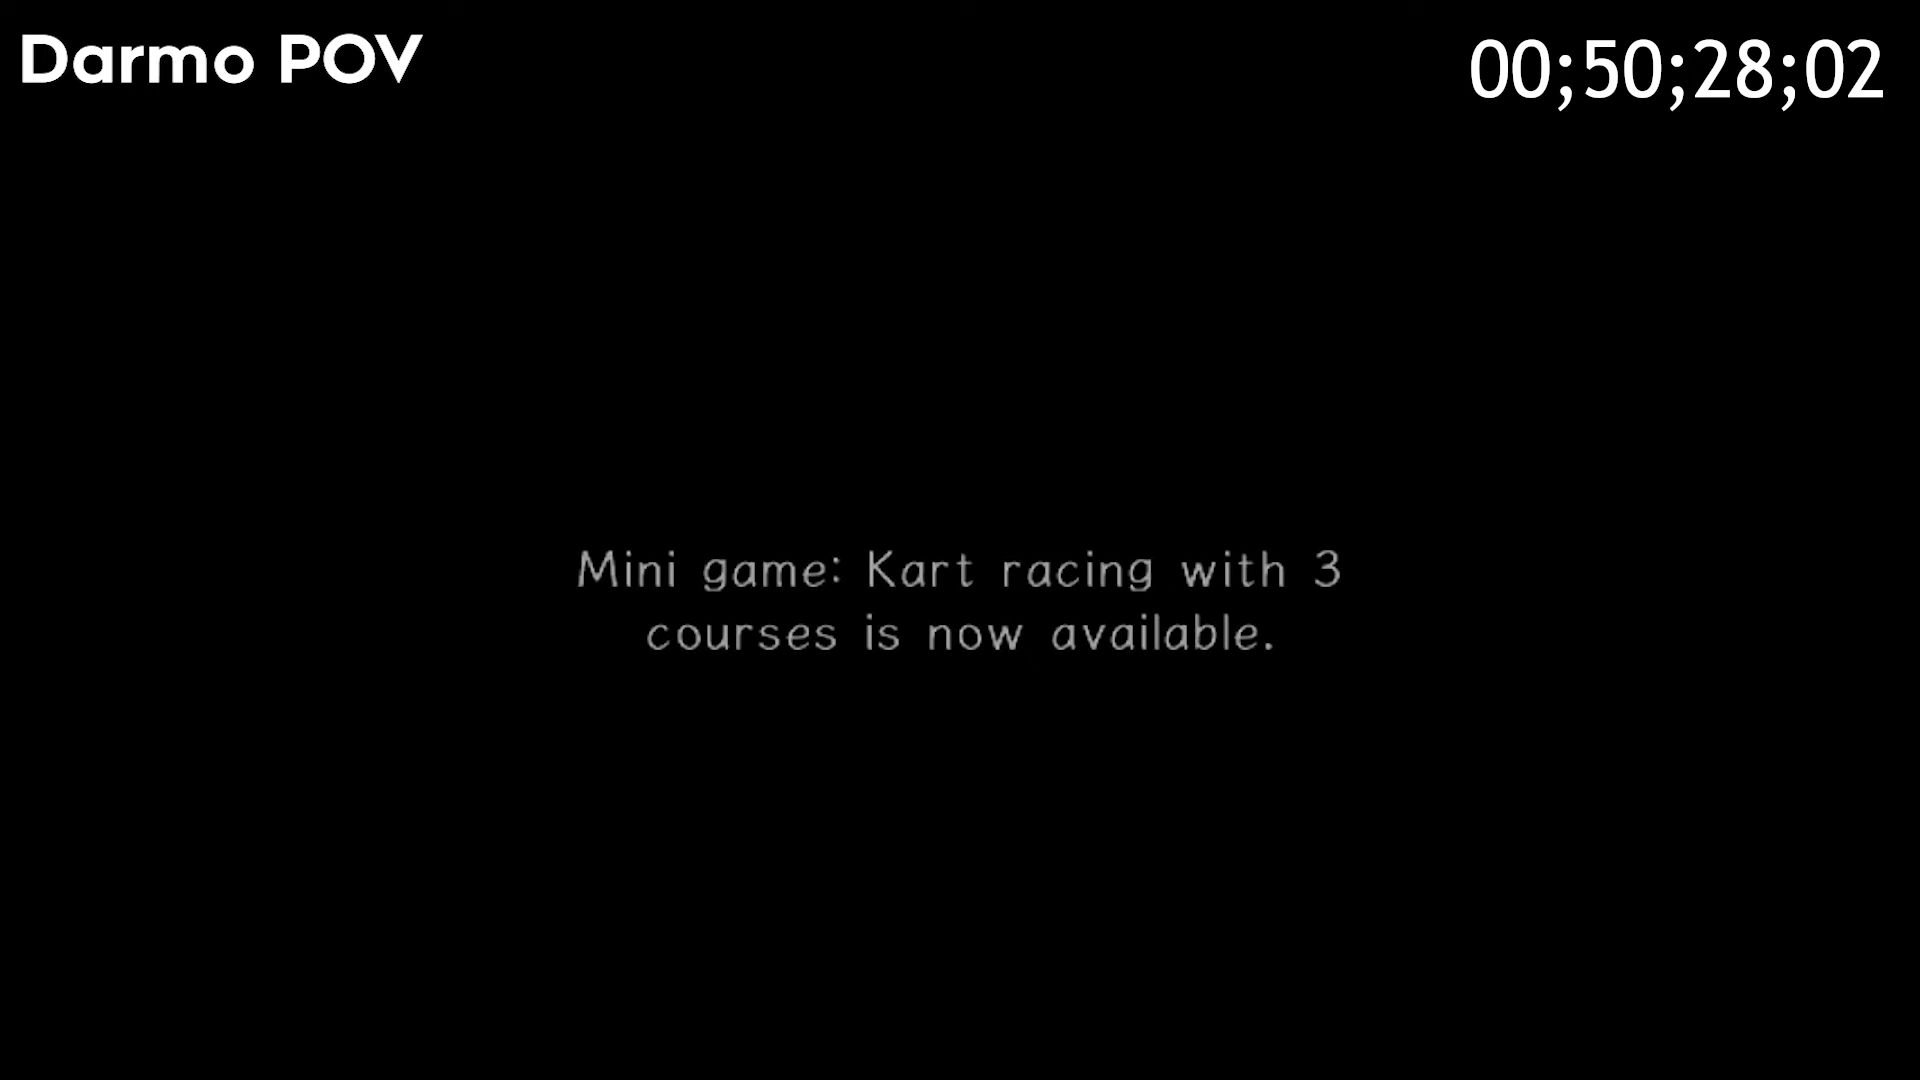 Darmo POV
00;50;28;02
Mini game: Kart racing with 3
courses is now available.